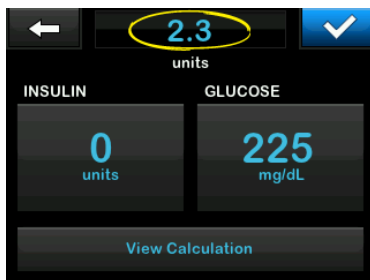 2.3
units
INSULIN GLUCOSE
0 225
units mg/dL
View Calculation